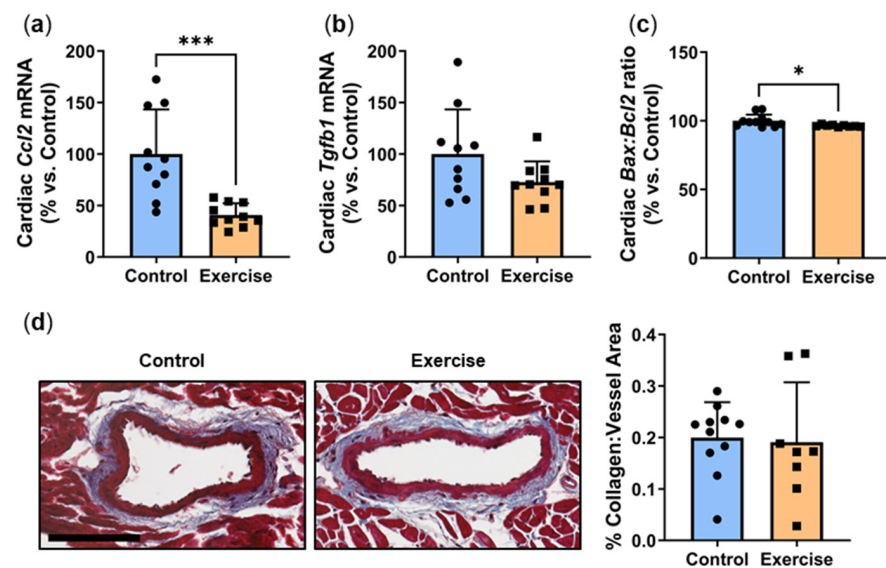 (a)
Cardiac Ccl2 mRNA
(% vs. Control)
200
150
100
50
0
***
Control Exercise
(b)
Cardiac Tgfb1 mRNA
(% vs. Control)
200
150
100
50
0
Control Exercise
(c)
Cardiac Bax:Bcl2 ratio
(% vs. Control)
150
100
50
0
*
Control Exercise
(d)
Control
Exercise
% Collagen:Vessel Area
0.4
0.3
0.2
0.1
0.0
Control Exercise